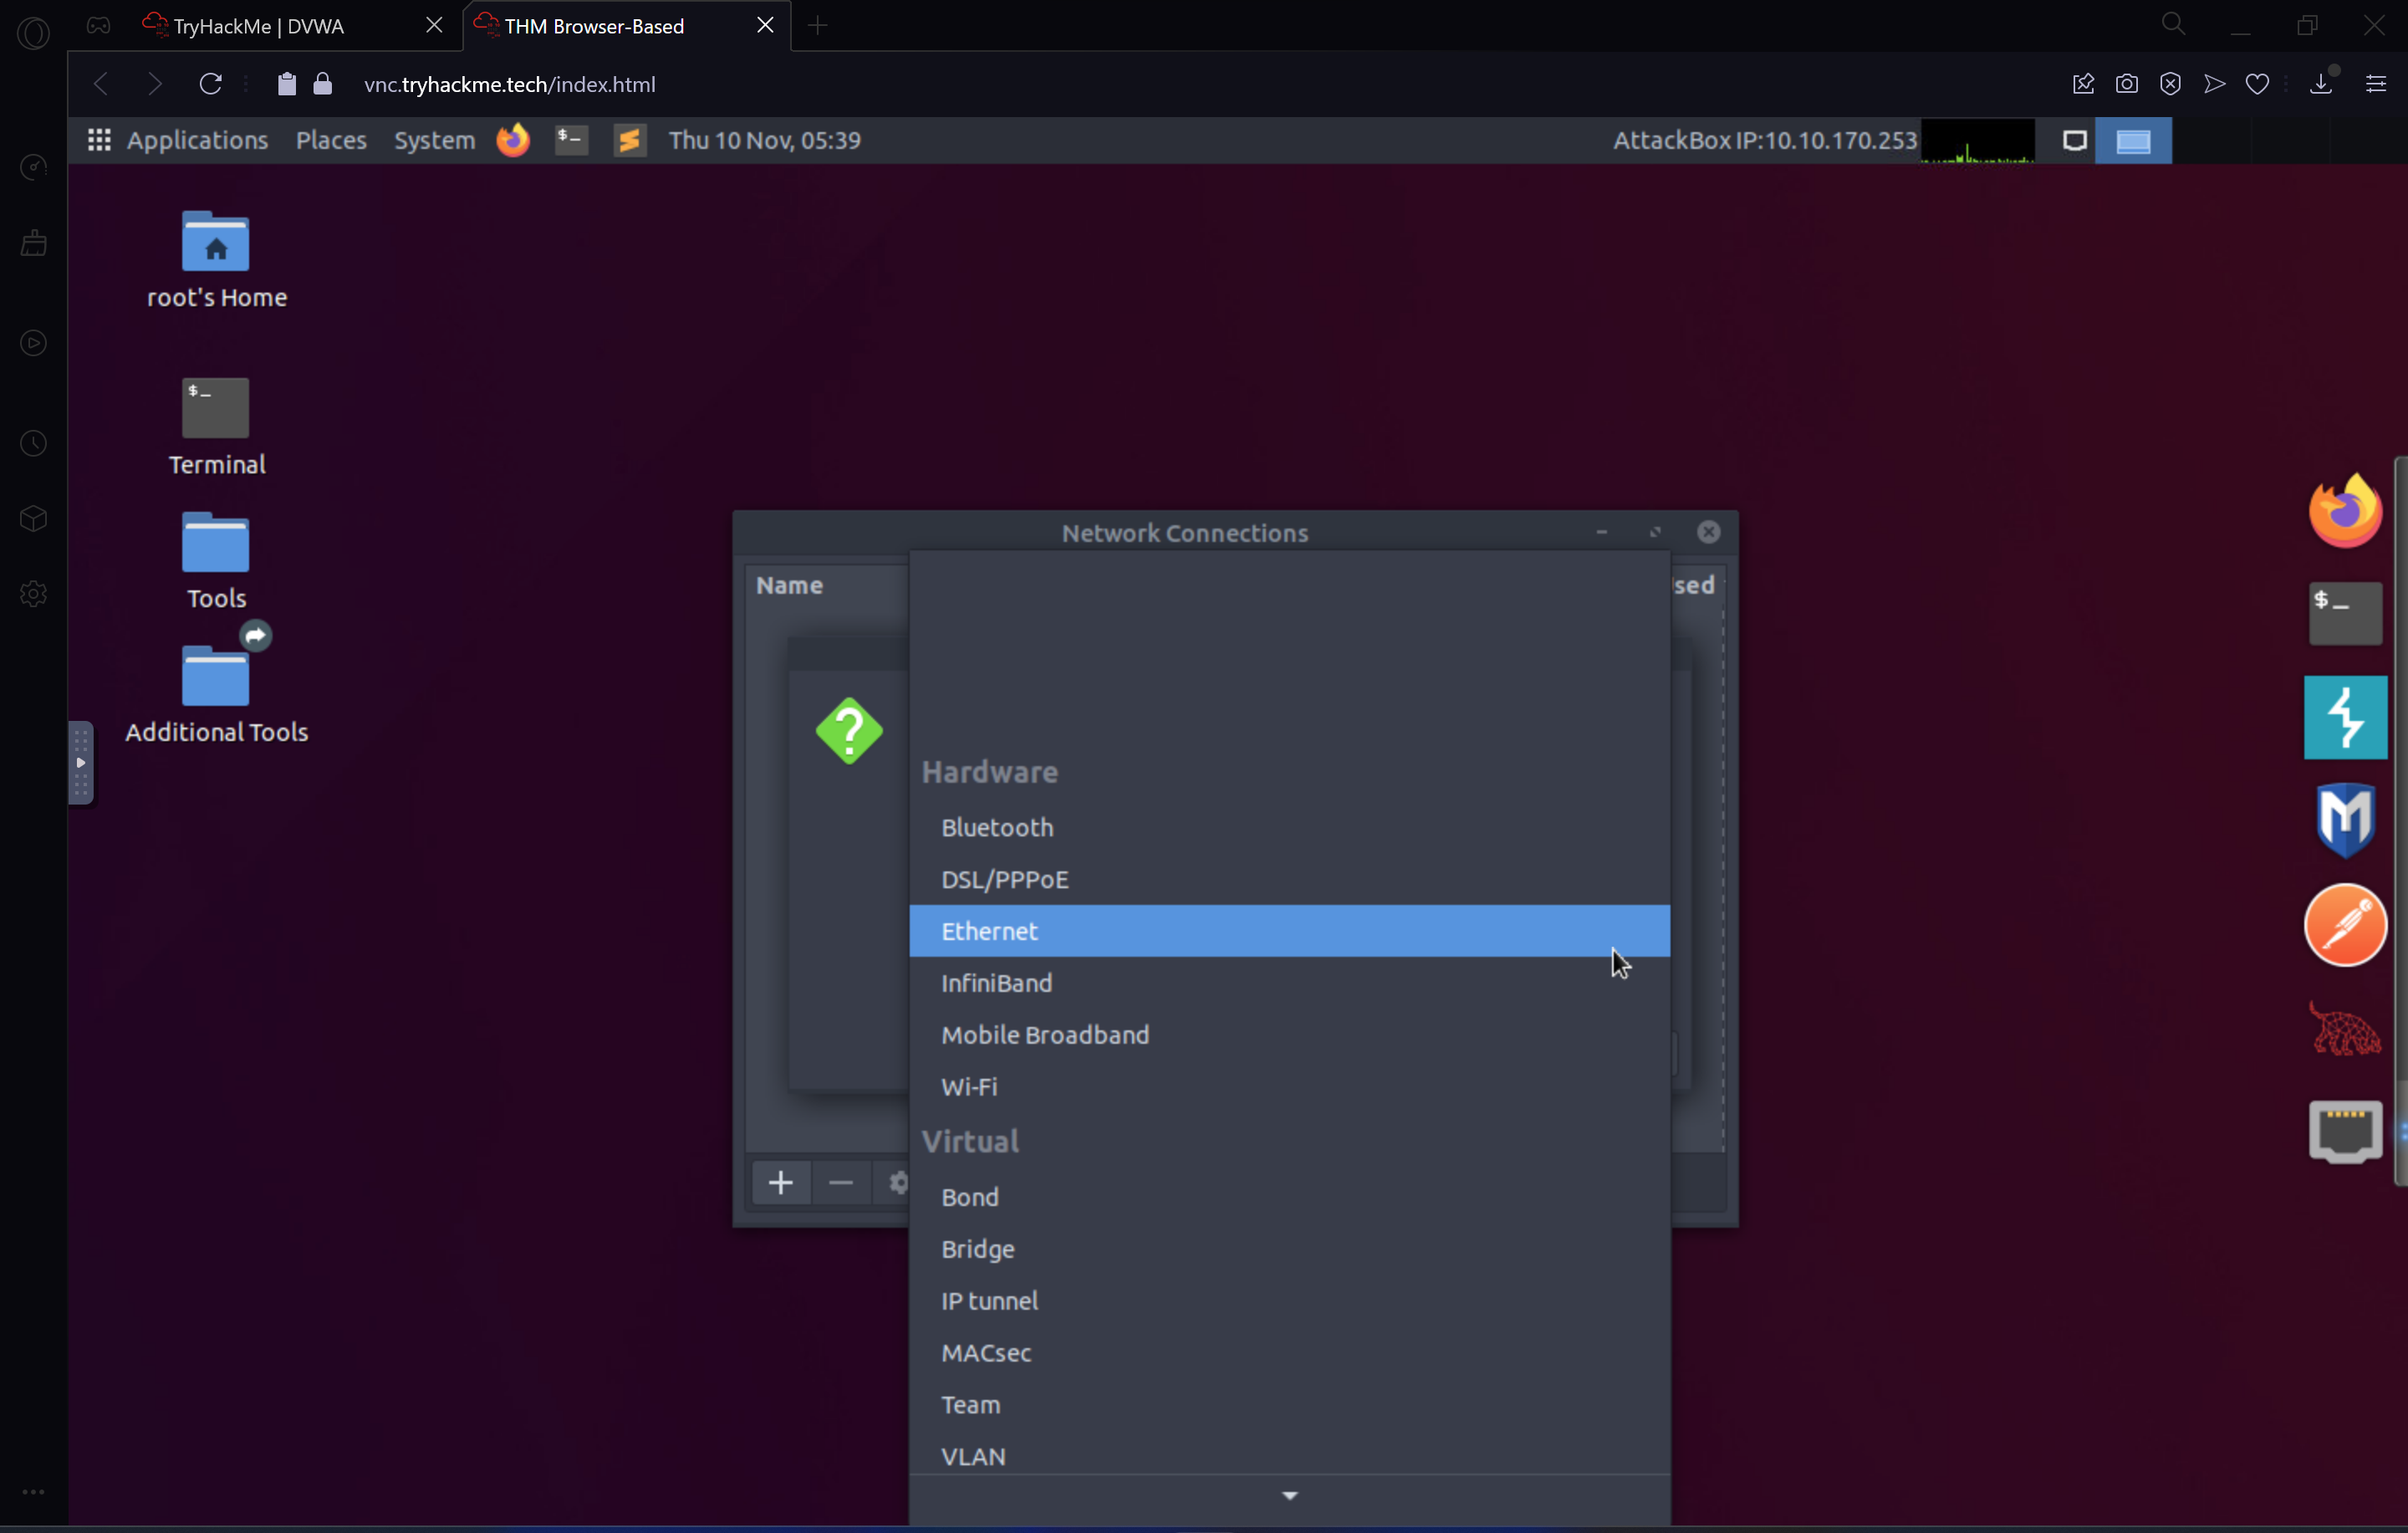 TryHackMe | DVWA
THM Browser-Based
vnc.tryhackme.tech/index.html
Applications Places System $_ Thu 10 Nov, 05:39 AttackBox IP:10.10.170.253
root's Home
$_
Terminal
Tools
Additional Tools
Network Connections
Name
sed
?
Hardware
Bluetooth
DSL/PPPoE
Ethernet
InfiniBand
Mobile Broadband
Wi-Fi
Virtual
Bond
Bridge
IP tunnel
MACsec
Team
VLAN
$_
M